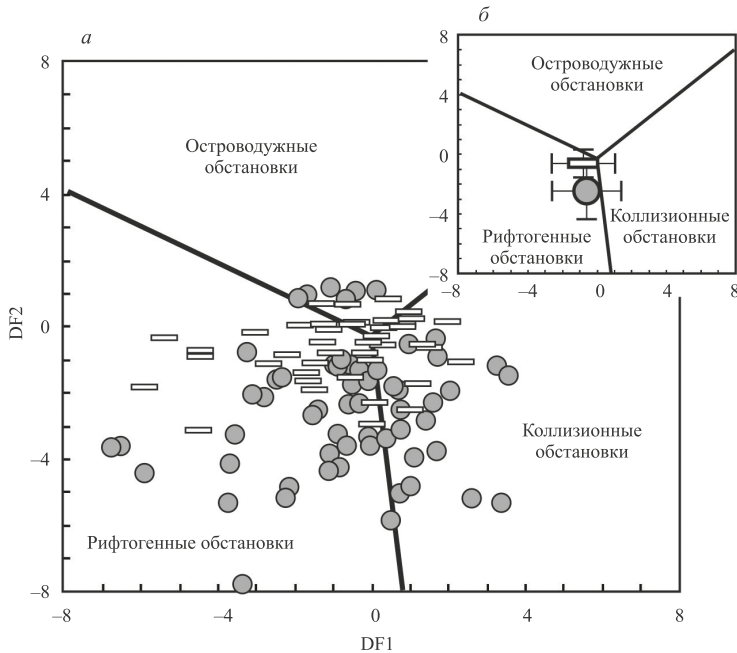 а
8
Островодужные
обстановки
4
0
–4
–8
DF2
Коллизионные
обстановки
Рифтогенные обстановки
–8
–4
0
4
8
DF1
б
8
4
0
–4
–8
Островодужные
обстановки
Рифтогенные
обстановки
Коллизионные
обстановки
–8
–4
0
4
8